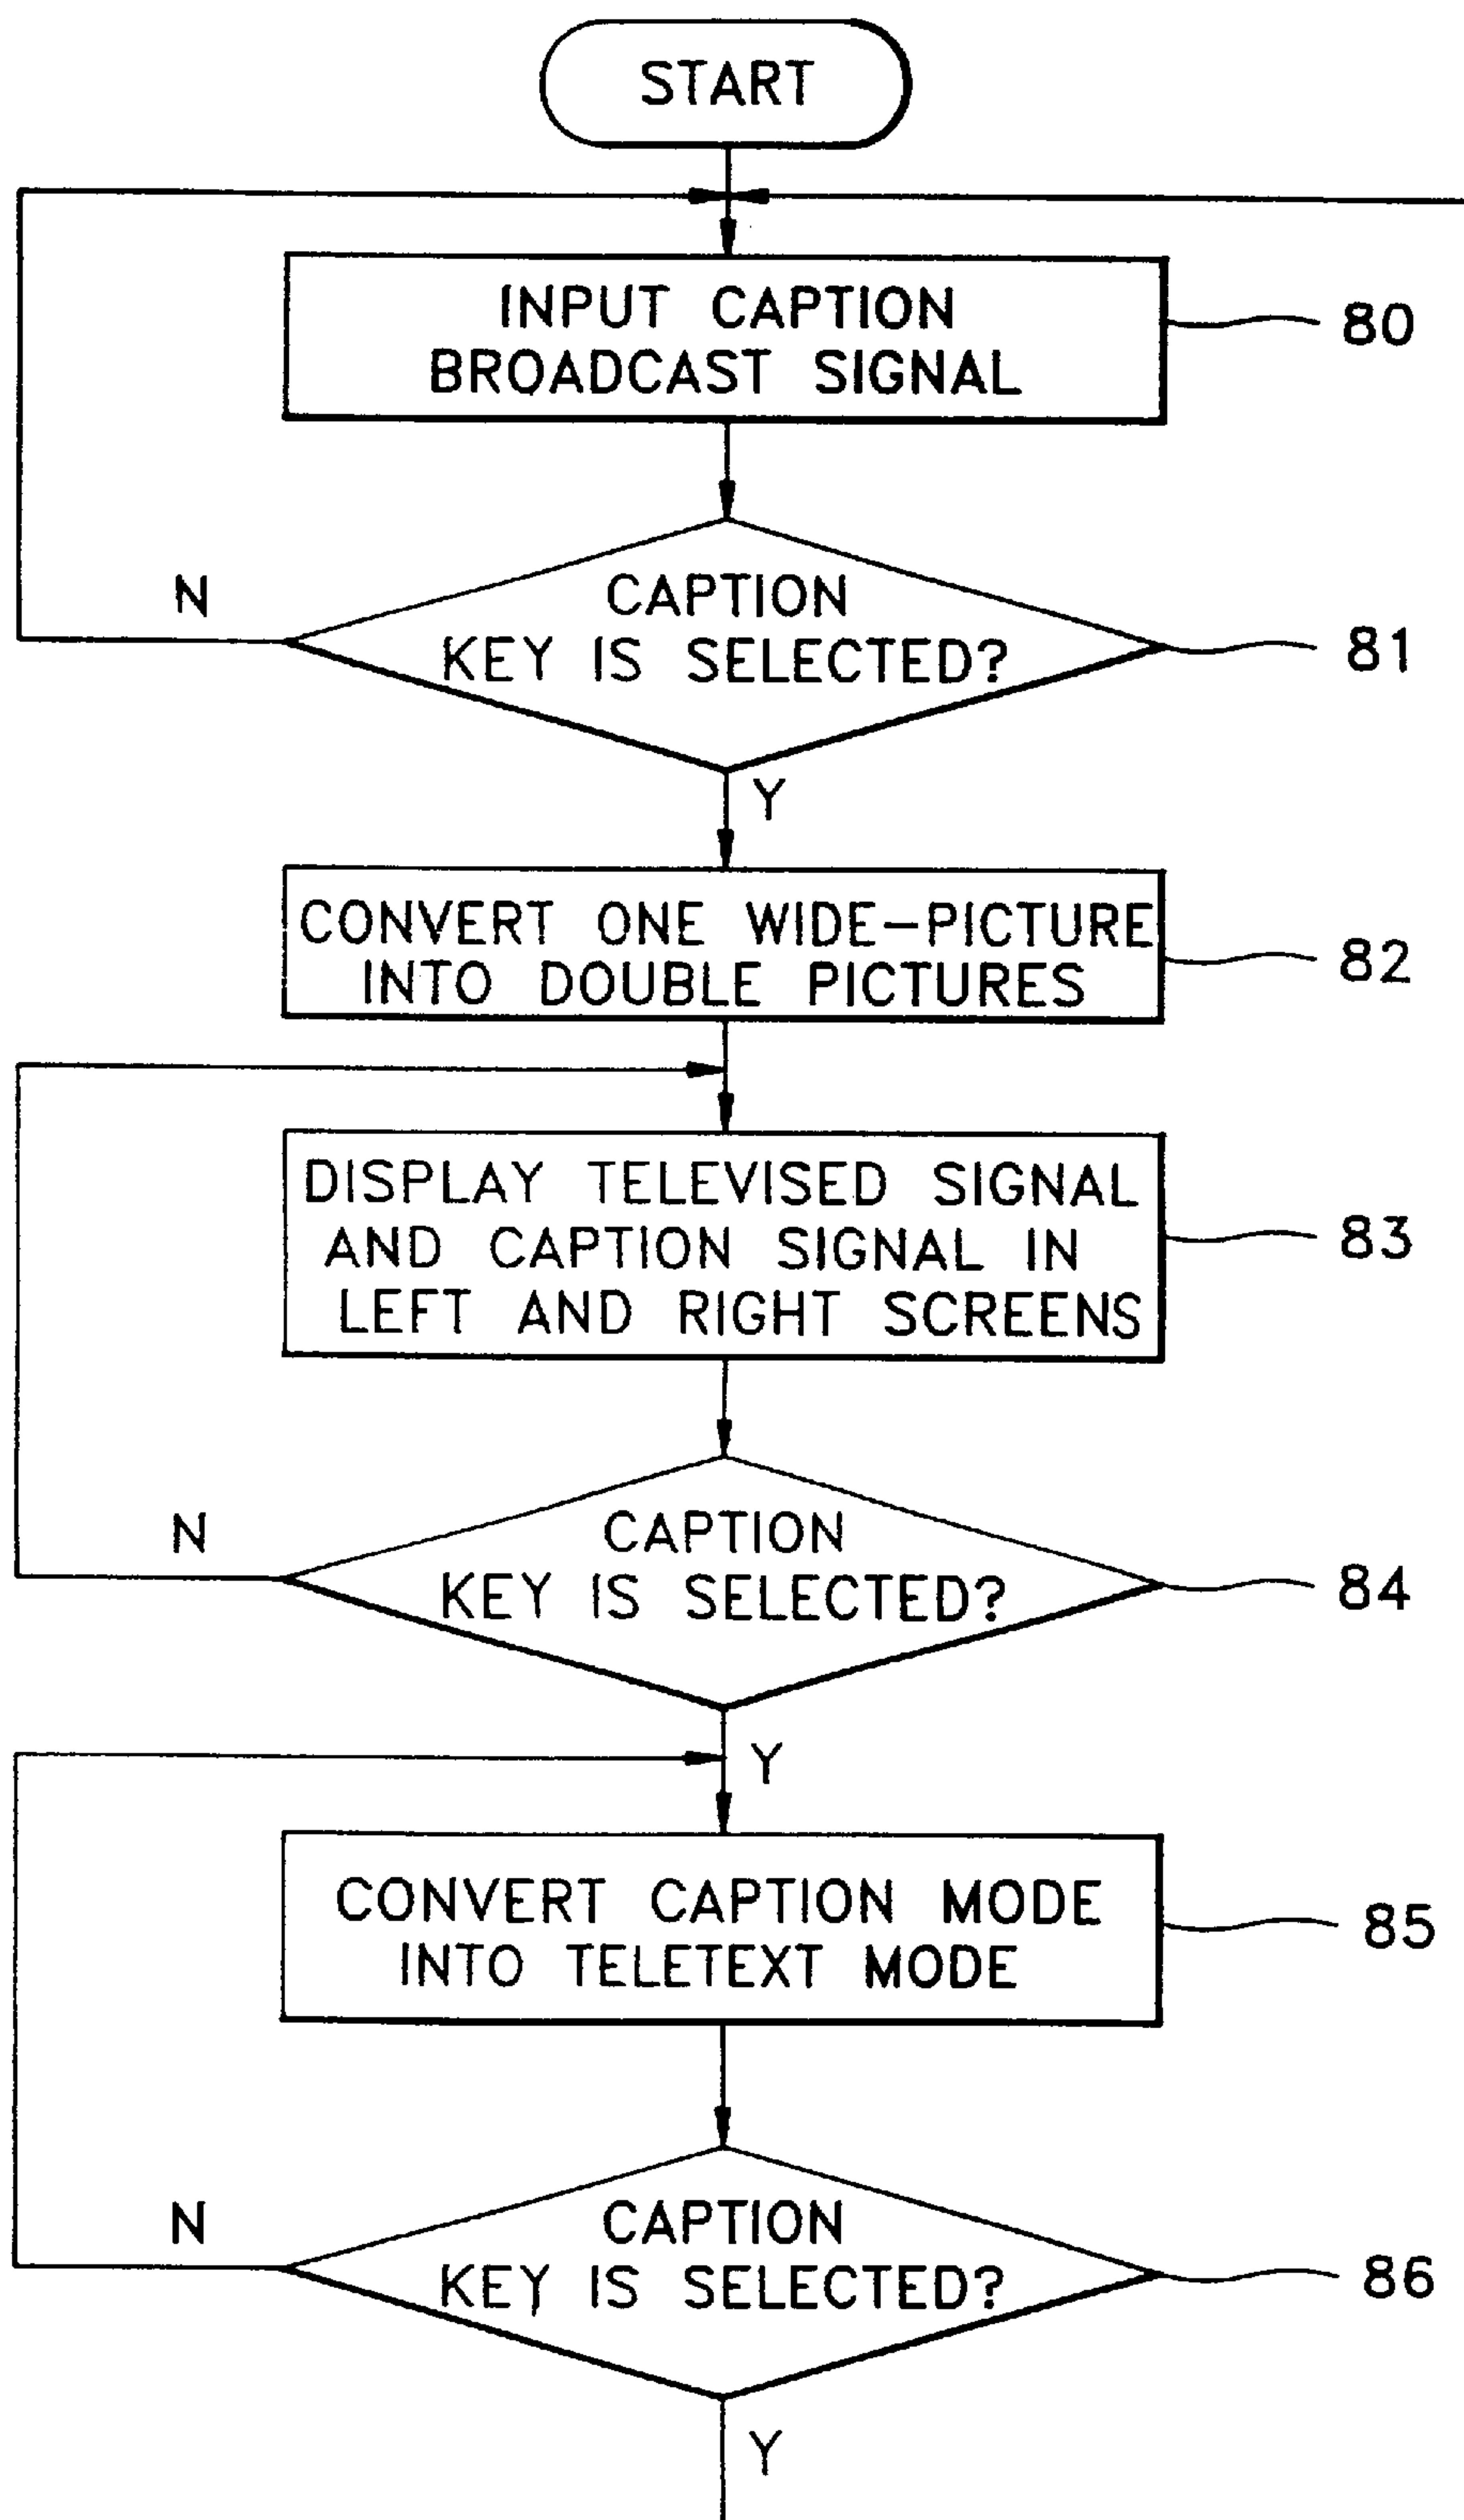 START
INPUT CAPTION
BROADCAST SIGNAL
80
CAPTION
KEY IS SELECTED?
N
81
Y
CONVERT ONE WIDE-PICTURE
INTO DOUBLE PICTURES
82
DISPLAY TELEVISED SIGNAL
AND CAPTION SIGNAL IN
LEFT AND RIGHT SCREENS
83
CAPTION
KEY IS SELECTED?
N
84
Y
CONVERT CAPTION MODE
INTO TELETEXT MODE
85
CAPTION
KEY IS SELECTED?
N
86
Y